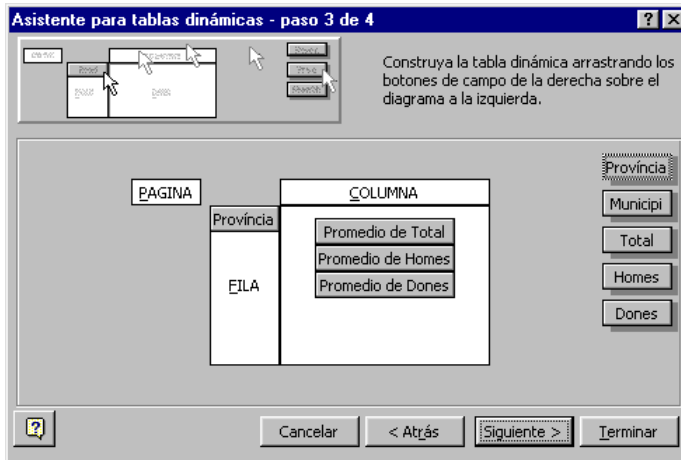 Asistente para tablas dinámicas - paso 3 de 4
Construya la tabla dinámica arrastrando los
botones de campo de la derecha sobre el
diagrama a la izquierda.
Província
PAGINA
COLUMNA
Municipi
Província
Promedio de Total
Total
Promedio de Homes
FILA
Promedio de Dones
Homes
Dones
Cancelar
< Atrás
Siguiente >
Terminar